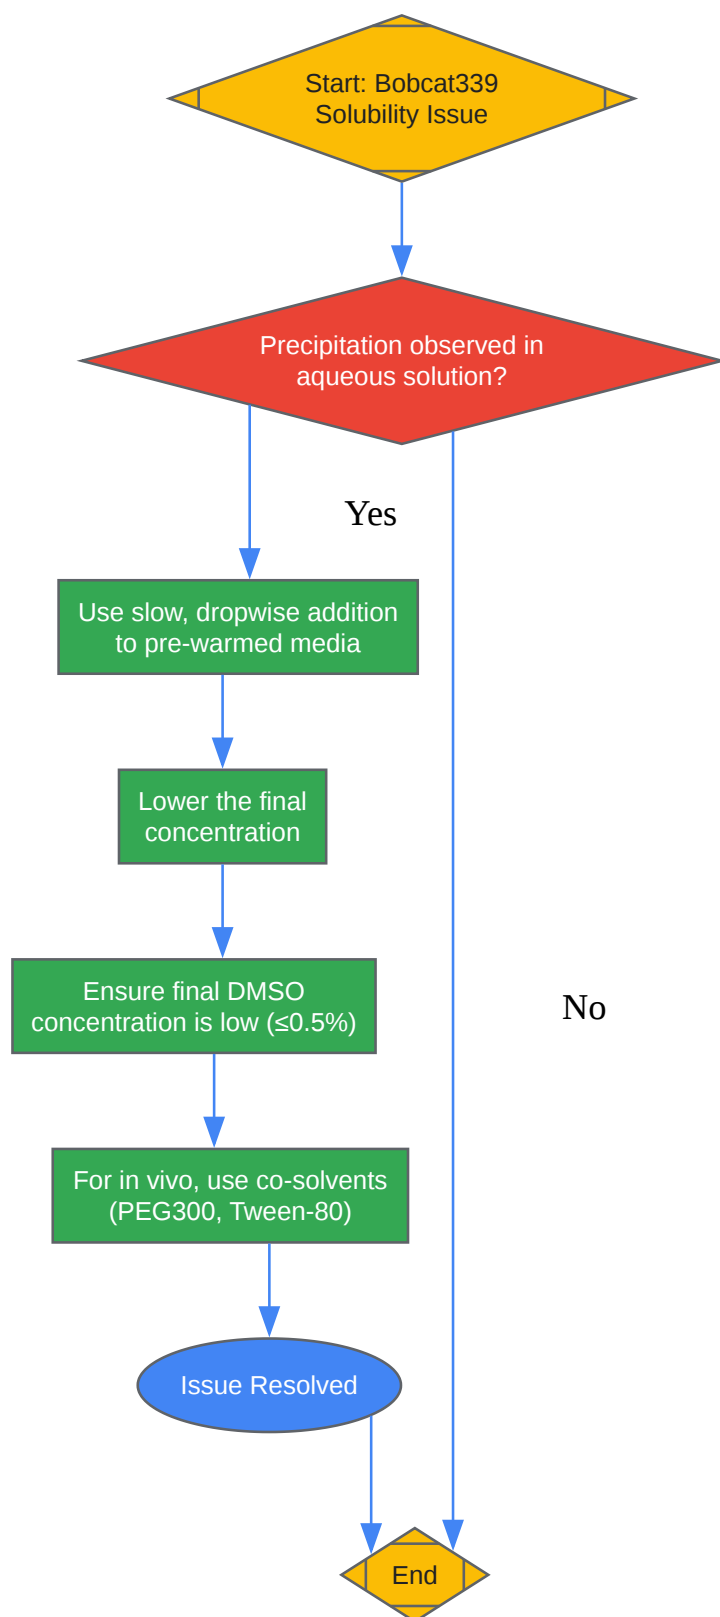 Start: Bobcat339
Solubility Issue
Precipitation observed in
aqueous solution?
Yes
Use slow, dropwise addition
to pre-warmed media
Lower the final
concentration
Ensure final DMSO
concentration is low (≤0.5%)
No
For in vivo, use co-solvents
(PEG300, Tween-80)
Issue Resolved
End